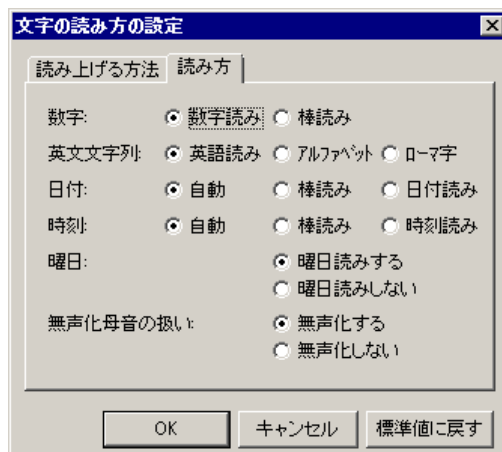 文字の読み方の設定
読み上げる方法 読み方
数字: 数字読み 棒読み
英文文字列: 英語読み アルファベット ローマ字
日付: 自動 棒読み 日付読み
時刻: 自動 棒読み 時刻読み
曜日: 曜日読みする
曜日読みしない
無声化母音の扱い: 無声化する
無声化しない
OK キャンセル 標準値に戻す